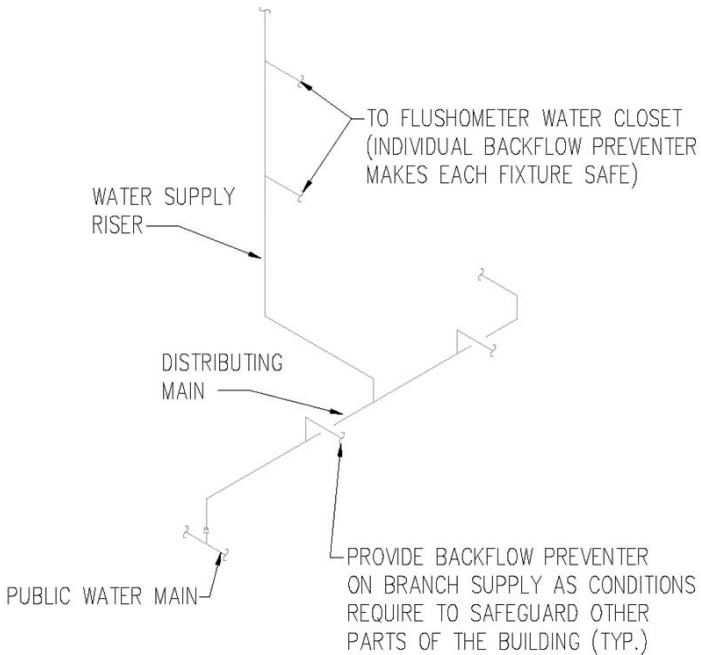 TO FLUSHOMETER WATER CLOSET
(INDIVIDUAL BACKFLOW PREVENTER
MAKES EACH FIXTURE SAFE)
WATER SUPPLY
RISER
DISTRIBUTING
MAIN
PROVIDE BACKFLOW PREVENTER
ON BRANCH SUPPLY AS CONDITIONS
REQUIRE TO SAFEGUARD OTHER
PARTS OF THE BUILDING (TYP.)
PUBLIC WATER MAIN